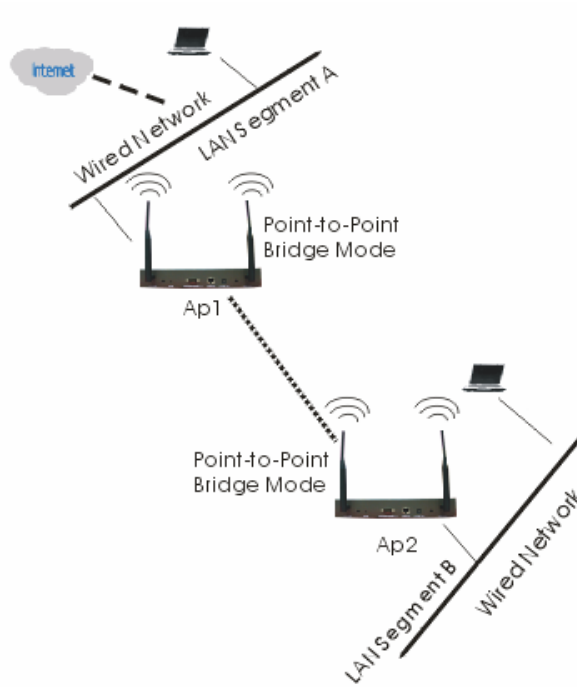 internet
Wired Network
LAN Segment A
Point-to-Point
Bridge Mode
Ap1
Point-to-Point
Bridge Mode
Ap2
LAN Segment B
Wired Network